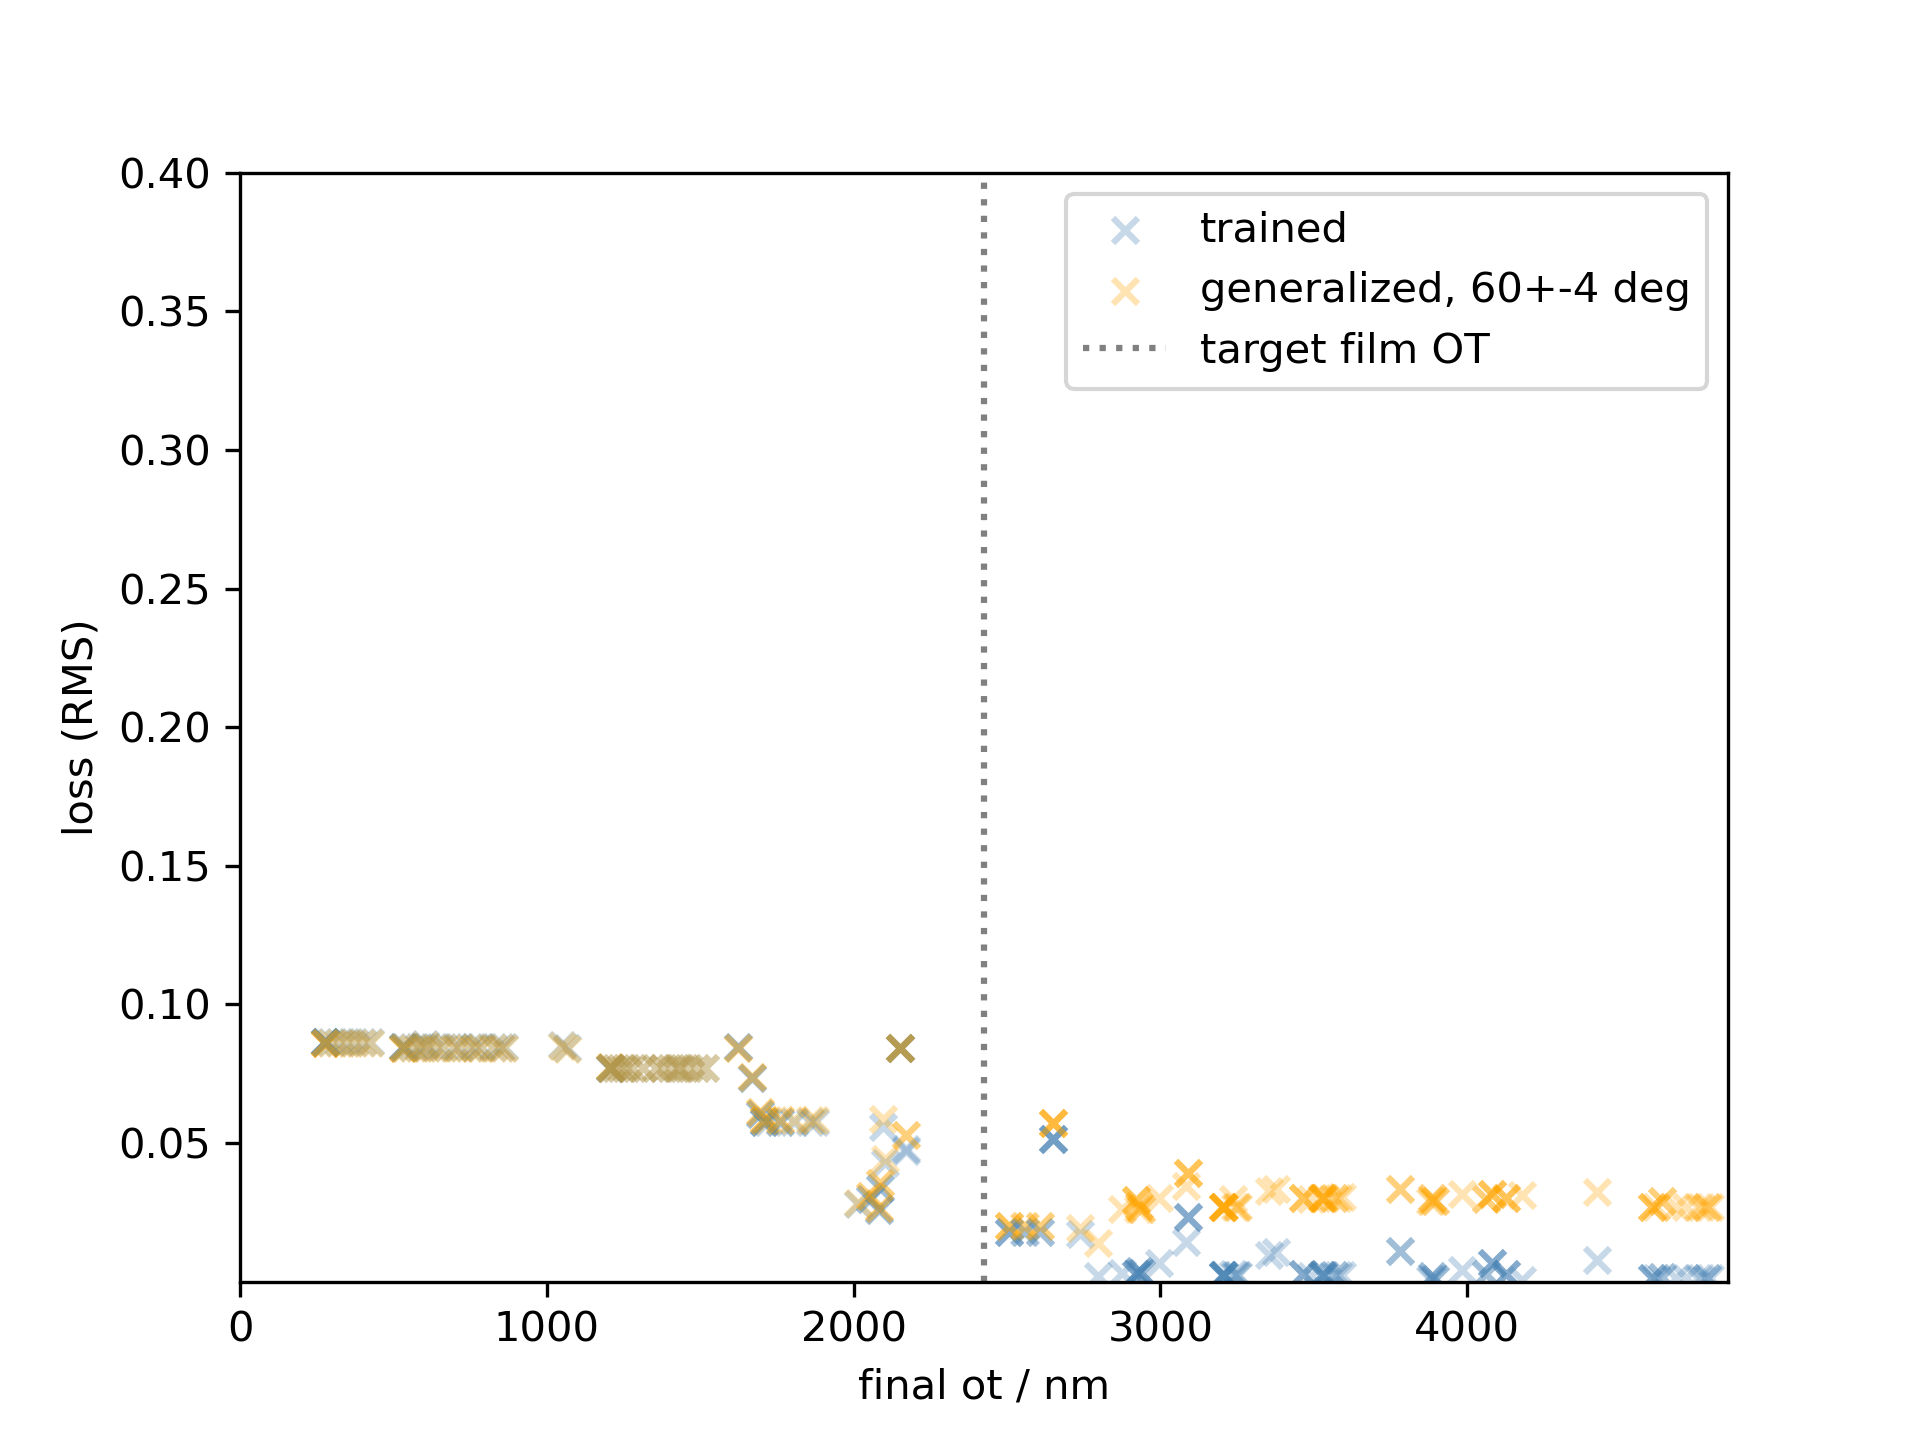 0.40
0.35
0.30
0.25
0.20
0.15
0.10
0.05
loss (RMS)
trained
generalized, 60+-4 deg
target film OT
0
1000
2000
3000
4000
final ot / nm